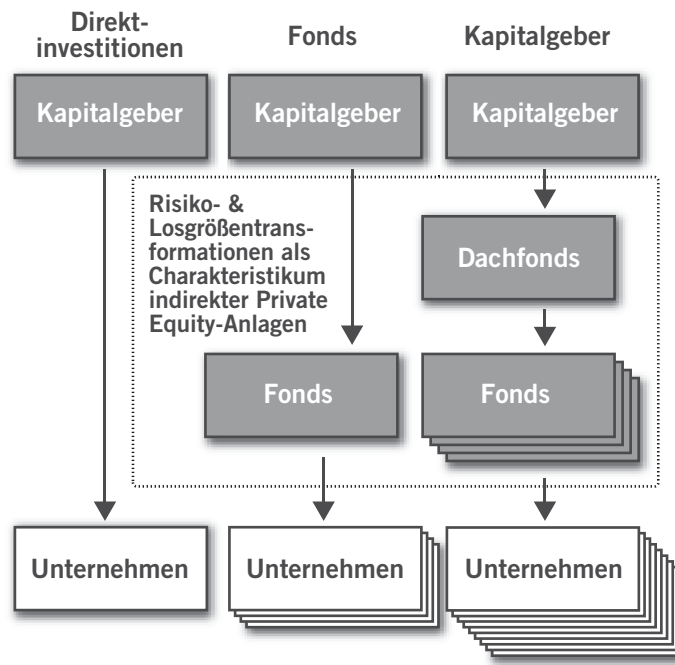 Direkt-
investitionen
Fonds
Kapitalgeber
Kapitalgeber
Kapitalgeber
Kapitalgeber
Risiko- &
Losgrößentrans-
formationen als
Charakteristikum
indirekter Private
Equity-Anlagen
Dachfonds
Fonds
Fonds
Unternehmen
Unternehmen
Unternehmen